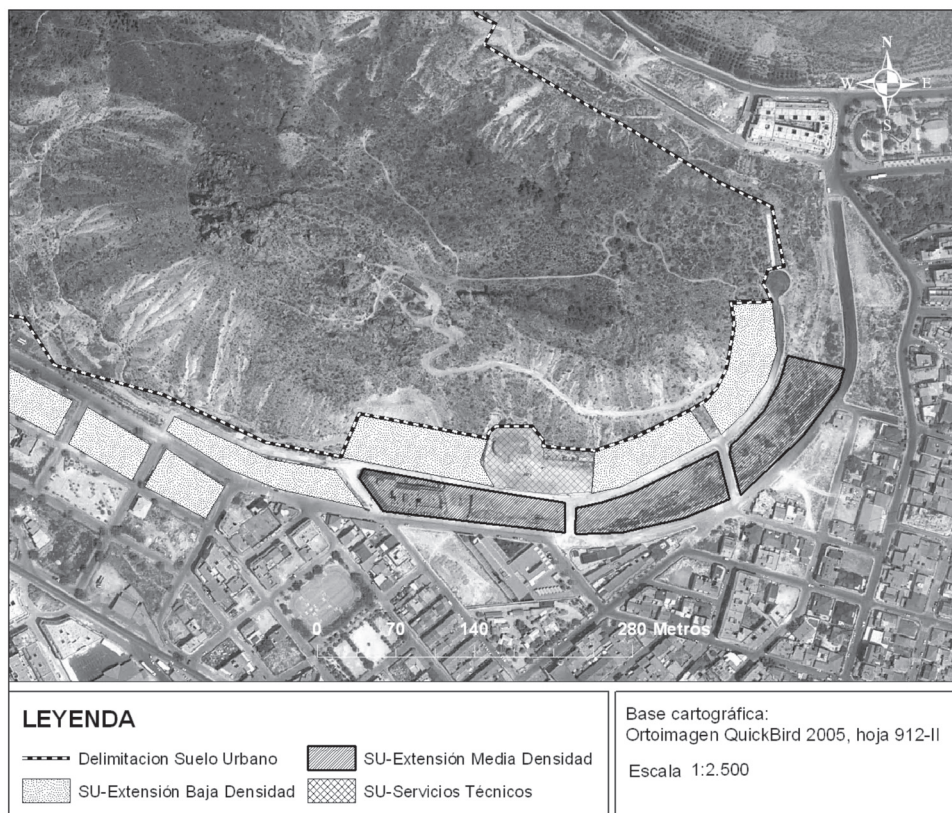 N
W E
S
0 70 140 280 Metros
LEYENDA
Delimitacion Suelo Urbano
SU-Extensión Media Densidad
SU-Extensión Baja Densidad
SU-Servicios Técnicos
Base cartográfica:
Ortoimagen QuickBird 2005, hoja 912-II
Escala 1:2.500